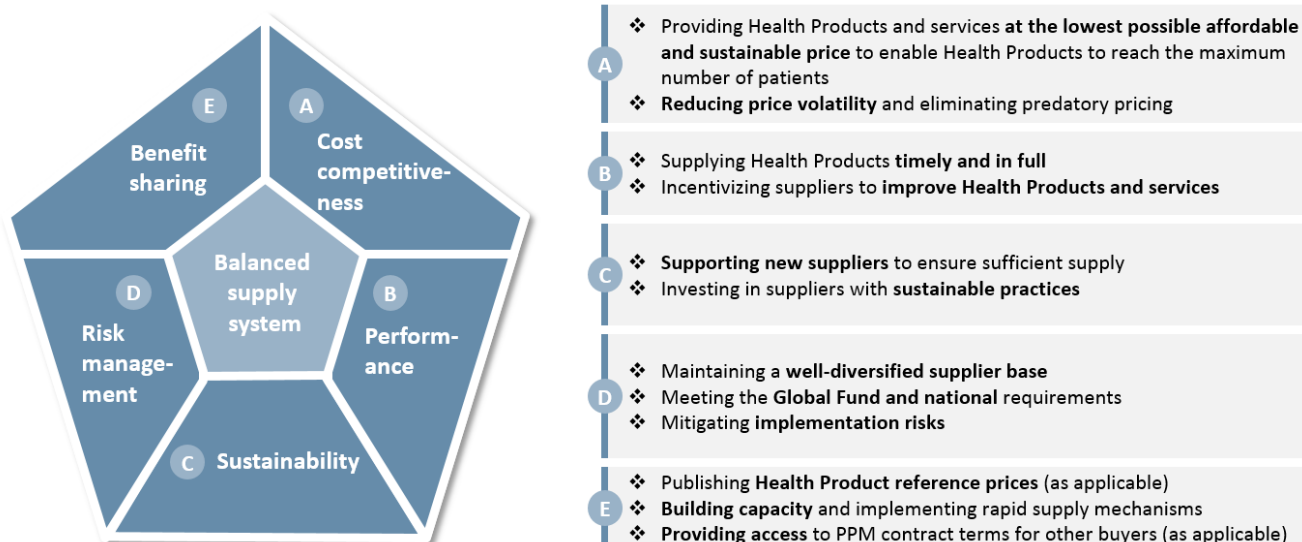 E
Benefit
sharing
A
Cost
competitive-
ness
Balanced
supply
system
D
Risk
manage-
ment
B
Perform-
ance
C Sustainability
A
❖ Providing Health Products and services at the lowest possible affordable
and sustainable price to enable Health Products to reach the maximum
number of patients
❖ Reducing price volatility and eliminating predatory pricing
B
❖ Supplying Health Products timely and in full
❖ Incentivizing suppliers to improve Health Products and services
C
❖ Supporting new suppliers to ensure sufficient supply
❖ Investing in suppliers with sustainable practices
D
❖ Maintaining a well-diversified supplier base
❖ Meeting the Global Fund and national requirements
❖ Mitigating implementation risks
E
❖ Publishing Health Product reference prices (as applicable)
❖ Building capacity and implementing rapid supply mechanisms
❖ Providing access to PPM contract terms for other buyers (as applicable)